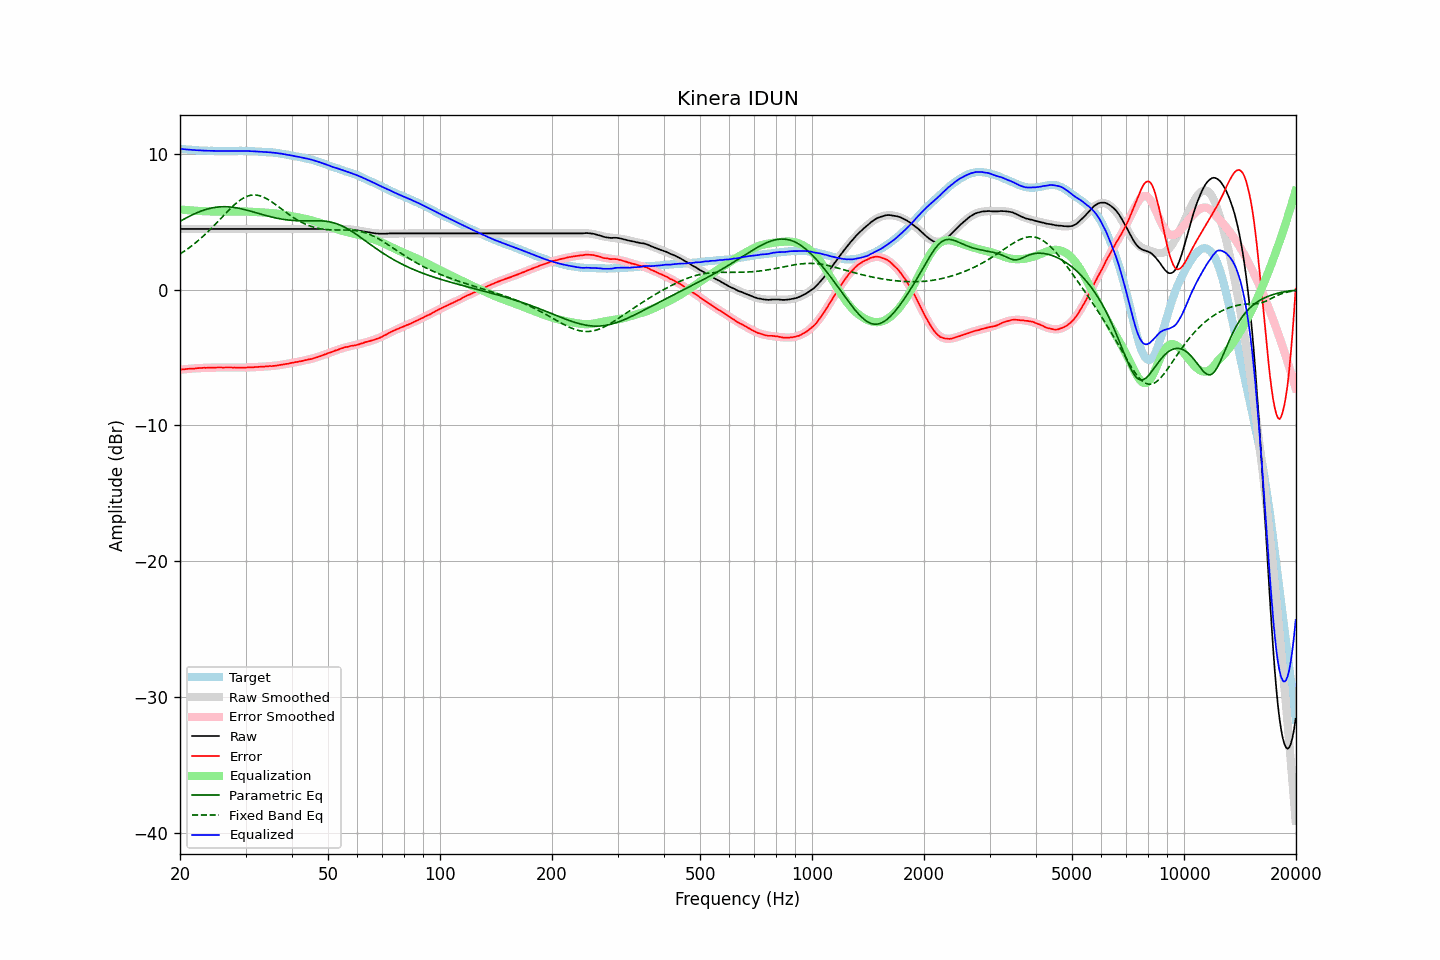 Kinera IDUN
Amplitude (dBr)
10
0
−10
−20
−30
−40
Target
Raw Smoothed
Error Smoothed
Raw
Error
Equalization
Parametric Eq
Fixed Band Eq
Equalized
20 50 100 200 500 1000 2000 5000 10000 20000
Frequency (Hz)